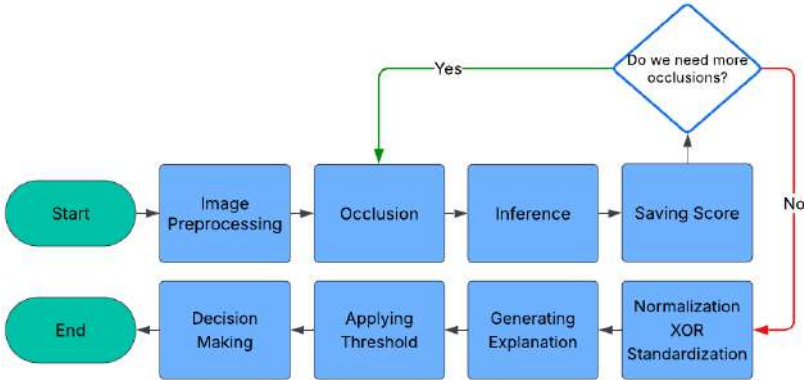 Do we need more
occlusions?
Yes
No
Start
Image
Preprocessing
Occlusion
Inference
Saving Score
End
Decision
Making
Applying
Threshold
Generating
Explanation
Normalization
XOR
Standardization